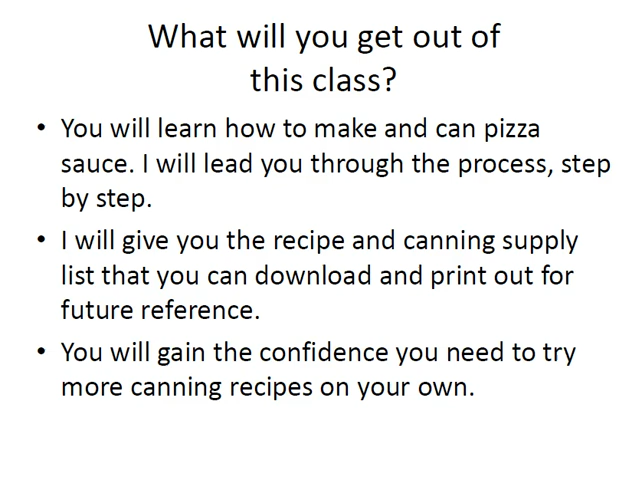 What will you get out of
this class?
• You will learn how to make and can pizza
sauce. I will lead you through the process, step
by step.
• I will give you the recipe and canning supply
list that you can download and print out for
future reference.
• You will gain the confidence you need to try
more canning recipes on your own.